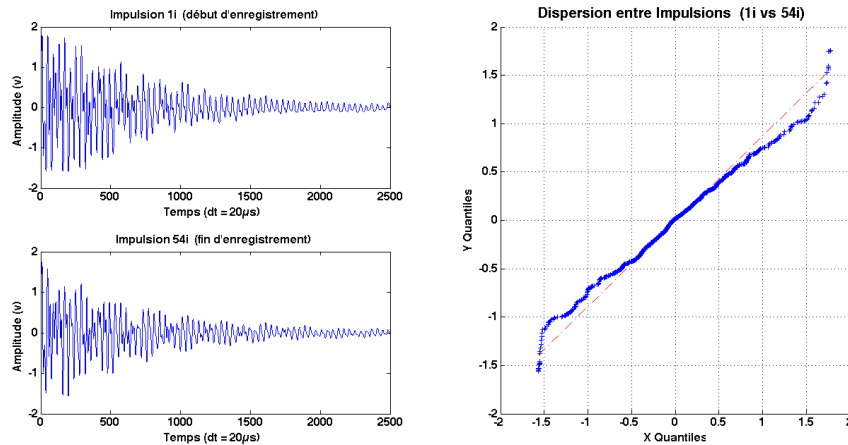 Impulsion 1i (début d'enregistrement)
Amplitude (v)
2
1
0
-1
-2
0 500 1000 1500 2000 2500
Temps (dt = 20µs)
Impulsion 54i (fin d'enregistrement)
Amplitude (v)
2
1
0
-1
-2
0 500 1000 1500 2000 2500
Temps (dt = 20µs)
Dispersion entre Impulsions (1i vs 54i)
Y Quantiles
2
1.5
1
0.5
0
-0.5
-1
-1.5
-2
-2 -1.5 -1 -0.5 0 0.5 1 1.5 2
X Quantiles